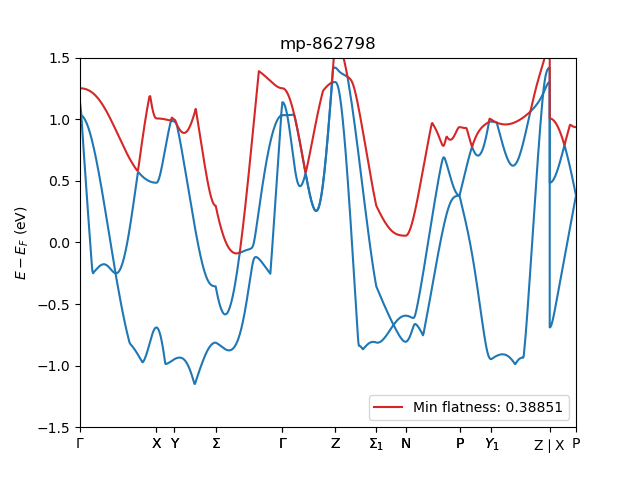 mp-862798
E − E_F (eV)
1.5
1.0
0.5
0.0
−0.5
−1.0
−1.5
Min flatness: 0.38851
Γ X Y Σ Γ Z Σ₁ N P Y₁ Z | X P